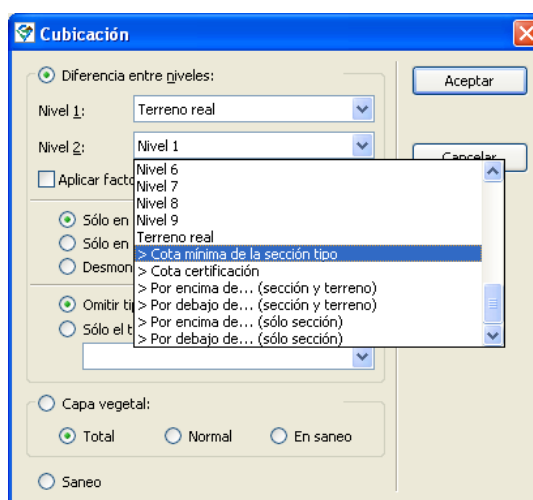 Cubicación
Diferencia entre niveles:
Aceptar
Nivel 1:
Terreno real
Nivel 2:
Nivel 1
Cancelar
Nivel 6
Aplicar facto
Nivel 7
Nivel 8
Sólo en
Nivel 9
Sólo en
Terreno real
> Cota mínima de la sección tipo
Desmon
> Cota certificación
> Por encima de... (sección y terreno)
Omitir ti
> Por debajo de... (sección y terreno)
Sólo el t
> Por encima de... (sólo sección)
> Por debajo de... (sólo sección)
Capa vegetal:
Total
Normal
En saneo
Saneo